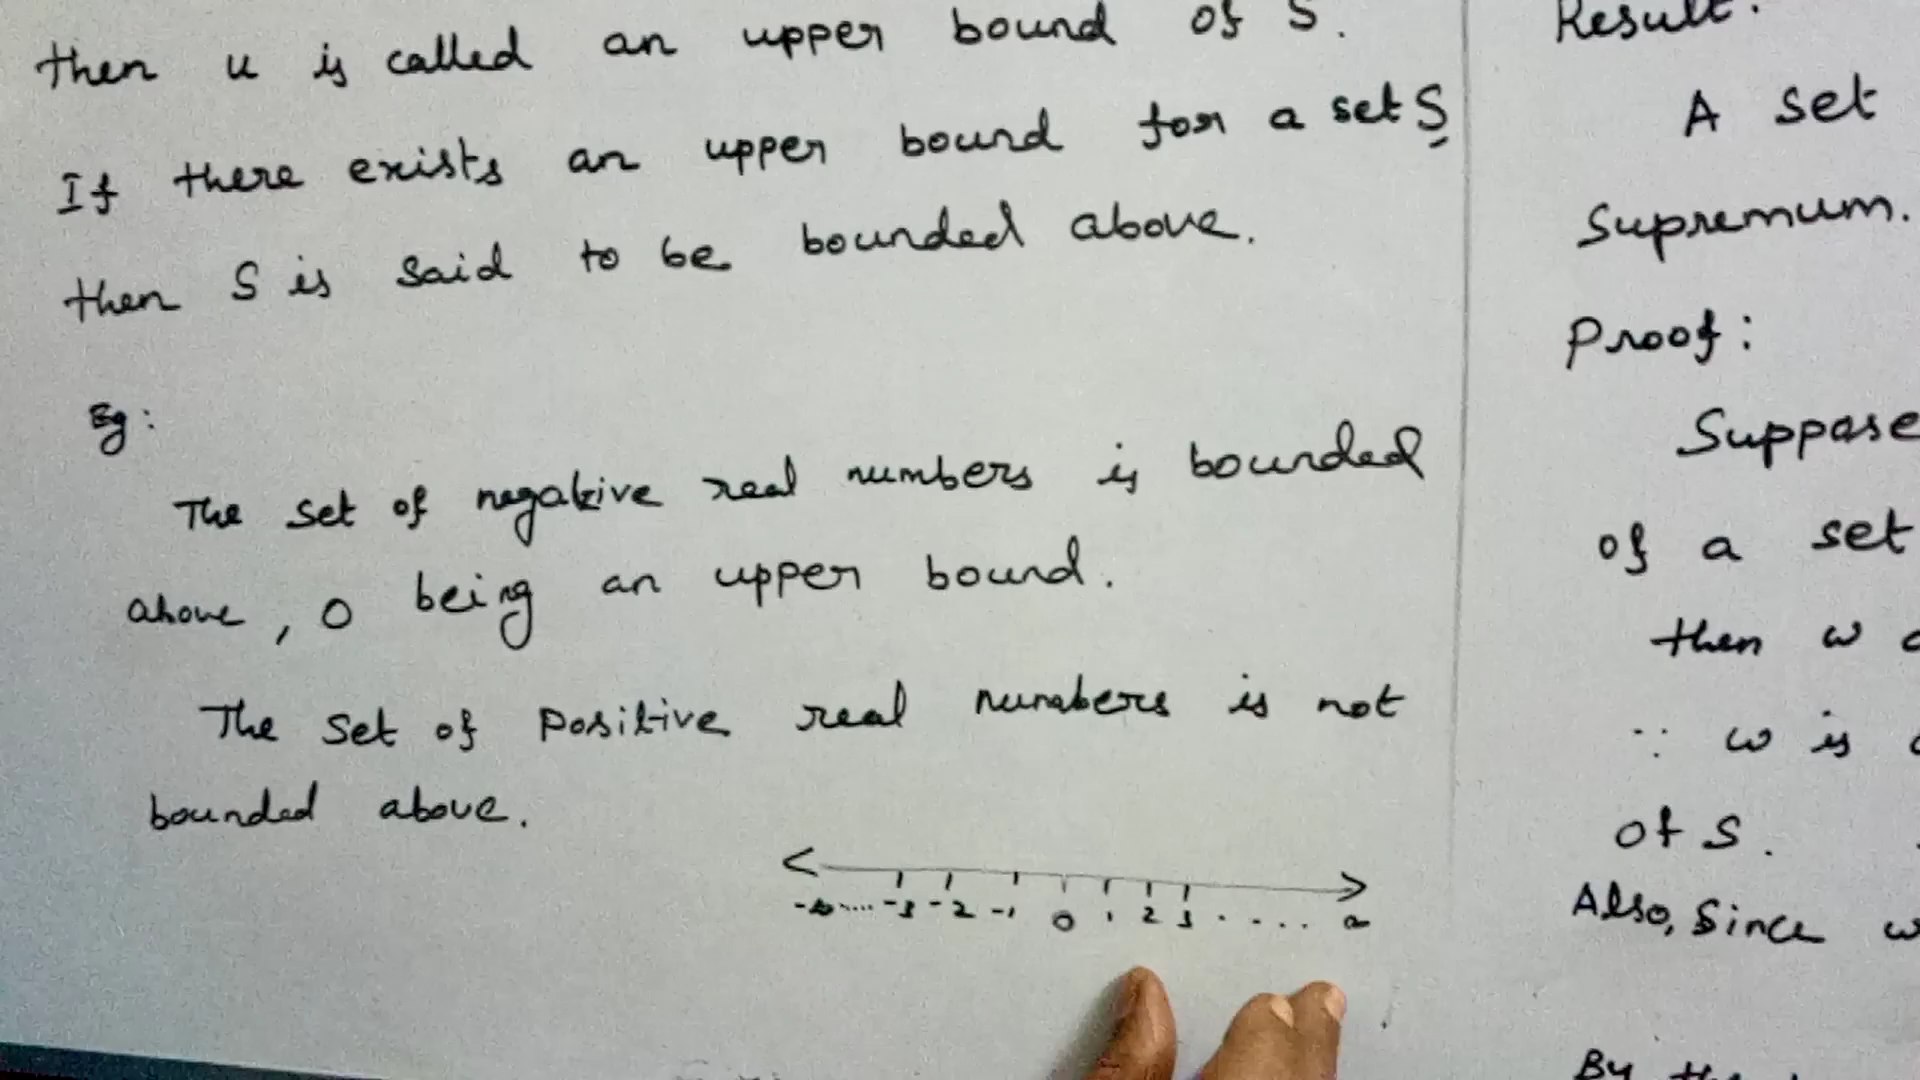 then u is called an upper bound of S.
If there exists an upper bound for a set S
then S is said to be bounded above.
Eg:
The set of negative real numbers is bounded
above, 0 being an upper bound.
The set of positive real numbers is not
bounded above.
-∞.....-3 -2 -1 0 1 2 3 ..... ∞
Result:
A set
Supremum.
Proof:
Suppose
of a set
then w
∵ w is
of S.
Also, Since w
By the